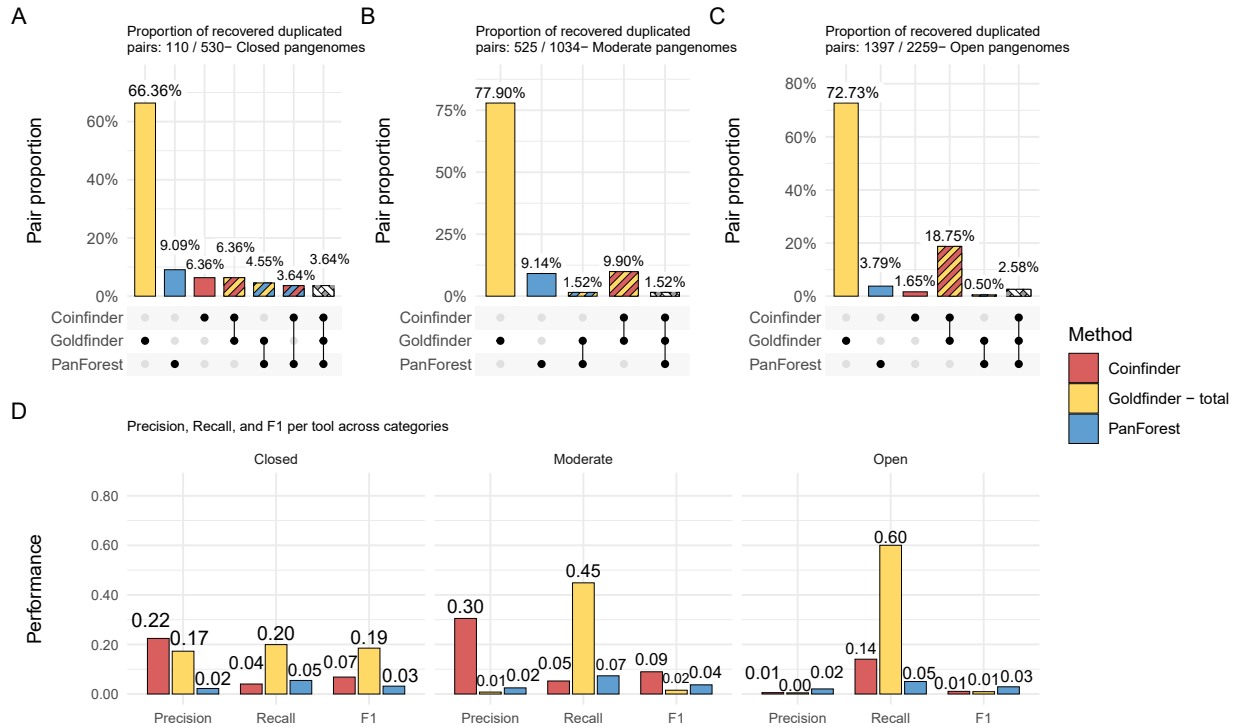 A
Proportion of recovered duplicated
pairs: 110 / 530− Closed pangenomes
Pair proportion
60%
40%
20%
0%
66.36%
9.09%
6.36%
6.36%
4.55%
3.64%
3.64%
Coinfinder
Goldfinder
PanForest
B
Proportion of recovered duplicated
pairs: 525 / 1034− Moderate pangenomes
Pair proportion
75%
50%
25%
0%
77.90%
9.14%
1.52%
9.90%
1.52%
Coinfinder
Goldfinder
PanForest
C
Proportion of recovered duplicated
pairs: 1397 / 2259− Open pangenomes
Pair proportion
80%
60%
40%
20%
0%
72.73%
3.79%
1.65%
18.75%
0.50%
2.58%
Coinfinder
Goldfinder
PanForest
Method
Coinfinder
Goldfinder − total
PanForest
D
Precision, Recall, and F1 per tool across categories
Performance
0.80
0.60
0.40
0.20
0.00
Closed
0.22
0.17
0.02
0.04
0.20
0.05
0.07
0.19
0.03
Precision
Recall
F1
Moderate
0.30
0.01
0.02
0.05
0.45
0.07
0.09
0.02
0.04
Precision
Recall
F1
Open
0.01
0.00
0.02
0.14
0.60
0.05
0.01
0.01
0.03
Precision
Recall
F1